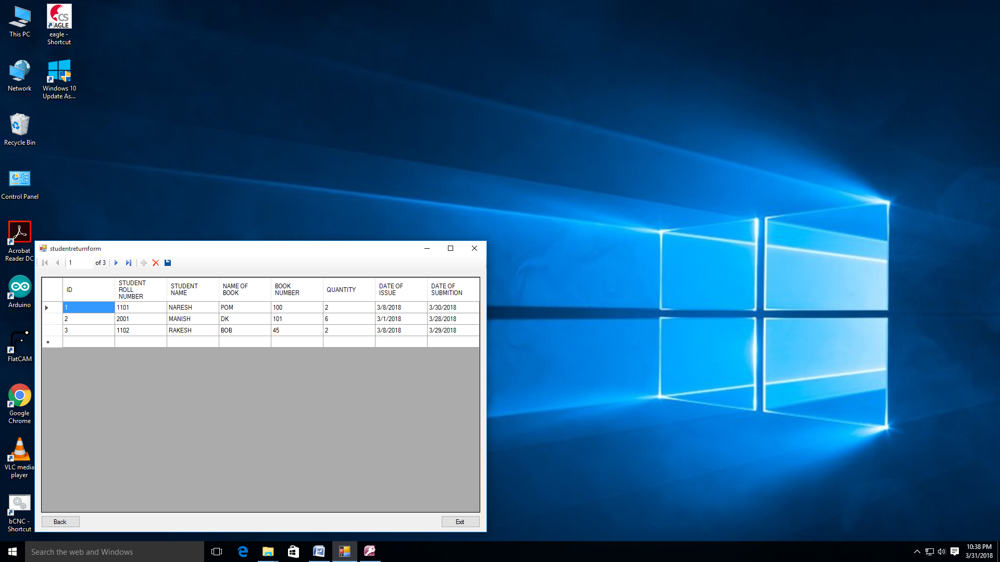 This PC
CS
AGLE
eagle -
Shortcut
Network
Windows 10
Update As...
Recycle Bin
Control Panel
Acrobat
Reader DC
Arduino
FlatCAM
Google
Chrome
VLC media
player
bCNC -
Shortcut
studentreturnform
1 of 3
ID STUDENT ROLL NUMBER STUDENT NAME NAME OF BOOK BOOK NUMBER QUANTITY DATE OF ISSUE DATE OF SUBMITION
1 1101 NARESH POM 100 2 3/8/2018 3/30/2018
2 2001 MANISH DK 101 6 3/1/2018 3/28/2018
3 1102 RAKESH BOB 45 2 3/8/2018 3/29/2018
*
Back Exit
Search the web and Windows
10:38 PM
3/31/2018